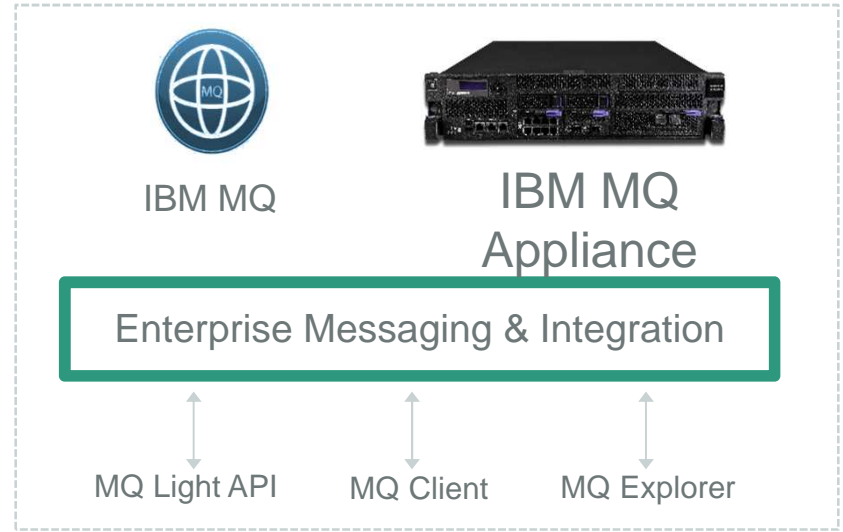 MQ
IBM MQ
IBM MQ
Appliance
Enterprise Messaging & Integration
MQ Light API
MQ Client
MQ Explorer